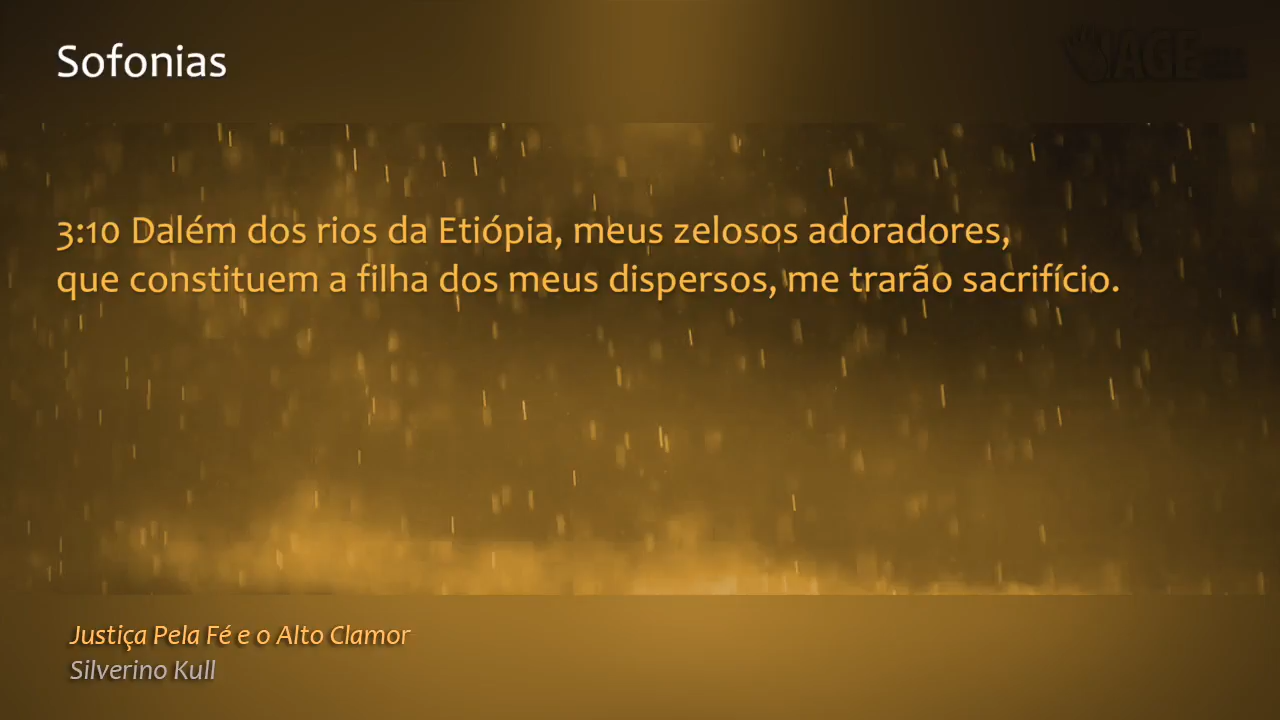 Sofonias
3:10 Dalém dos rios da Etiópia, meus zelosos adoradores,
que constituem a filha dos meus dispersos, me trarão sacrifício.
Justiça Pela Fé e o Alto Clamor
Silverino Kull